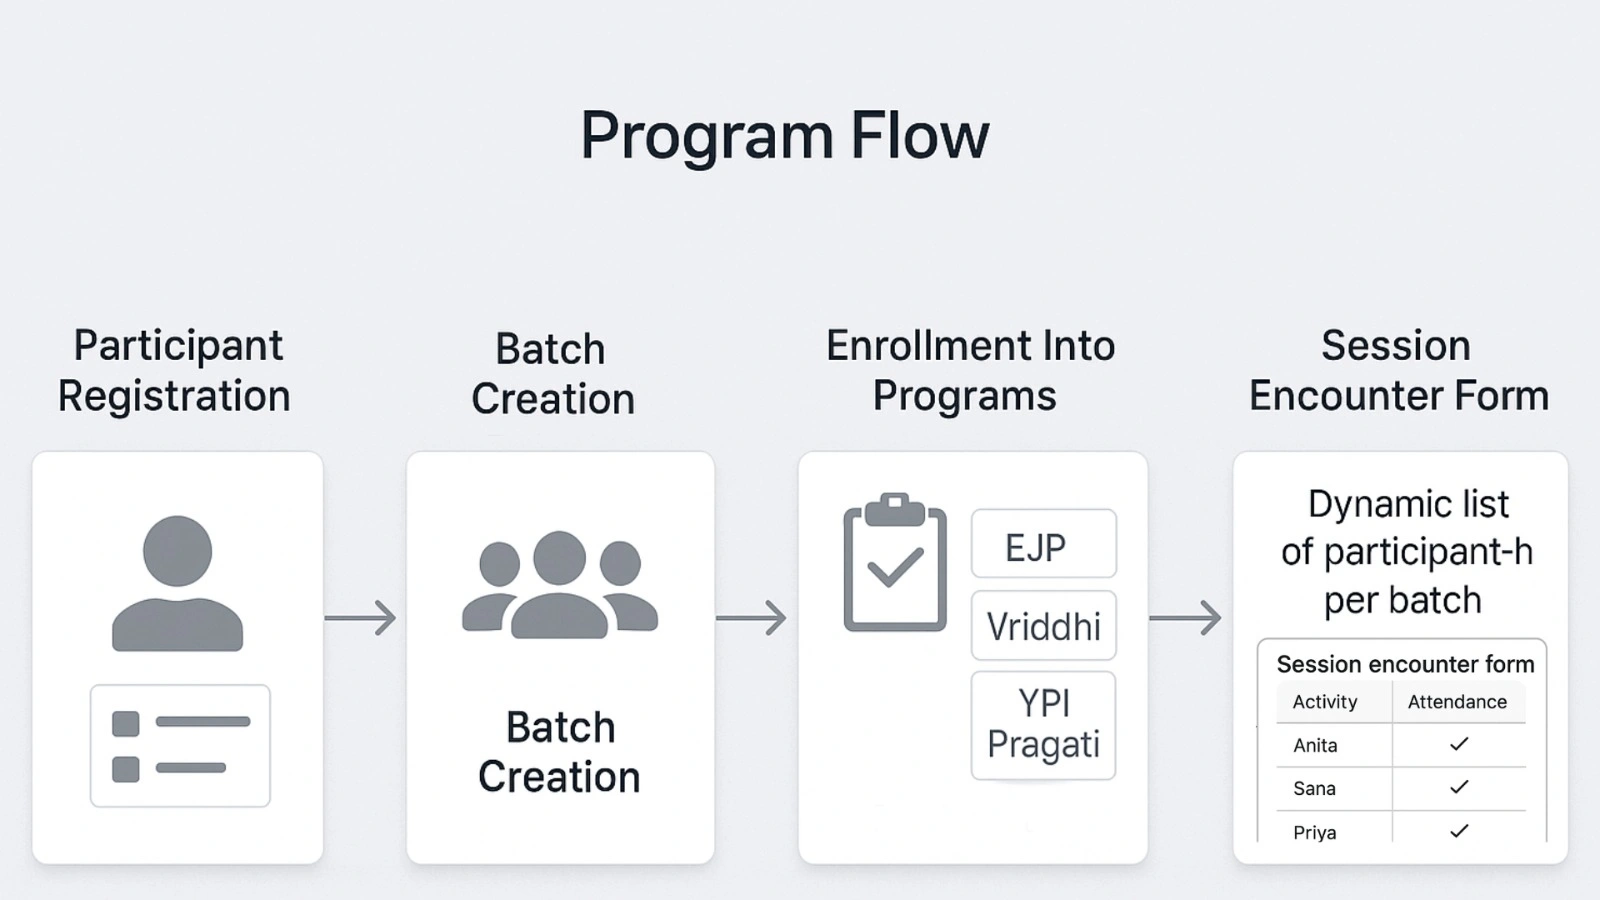 Program Flow
Participant
Registration
Batch
Creation
Batch
Creation
Enrollment Into
Programs
EJP
Vriddhi
YPI
Pragati
Session
Encounter Form
Dynamic list
of participant-h
per batch
Session encounter form
Activity Attendance
Anita
Sana
Priya